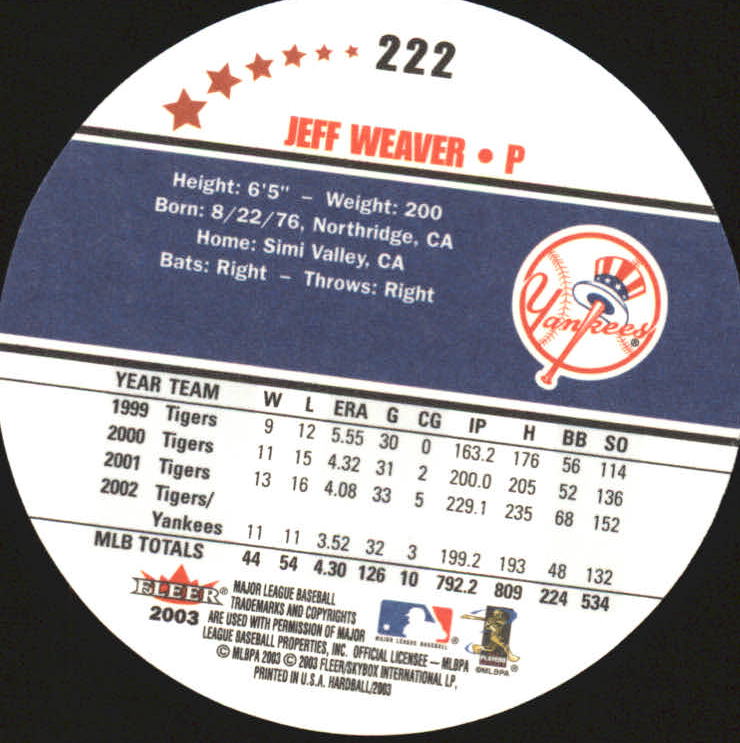 222
JEFF WEAVER • P
Height: 6'5" – Weight: 200
Born: 8/22/76, Northridge, CA
Home: Simi Valley, CA
Bats: Right – Throws: Right
Yankees ®
YEAR TEAM W L ERA G CG IP H BB SO
1999 Tigers 9 12 5.55 30 0 163.2 176 56 114
2000 Tigers 11 15 4.32 31 2 200.0 205 52 136
2001 Tigers 13 16 4.08 33 5 229.1 235 68 152
2002 Tigers/
Yankees 11 11 3.52 32 3 199.2 193 48 132
MLB TOTALS 44 54 4.30 126 10 792.2 809 224 534
FLEER®
2003
MAJOR LEAGUE BASEBALL
TRADEMARKS AND COPYRIGHTS
ARE USED WITH PERMISSION OF MAJOR
LEAGUE BASEBALL PROPERTIES, INC. OFFICIAL LICENSEE – MLBPA
© MLBPA 2003 © 2003 FLEER/SKYBOX INTERNATIONAL LP.
PRINTED IN U.S.A. HARDBALL/2003
MAJOR LEAGUE BASEBALL ®
PLAYERS ®
©MLBPA